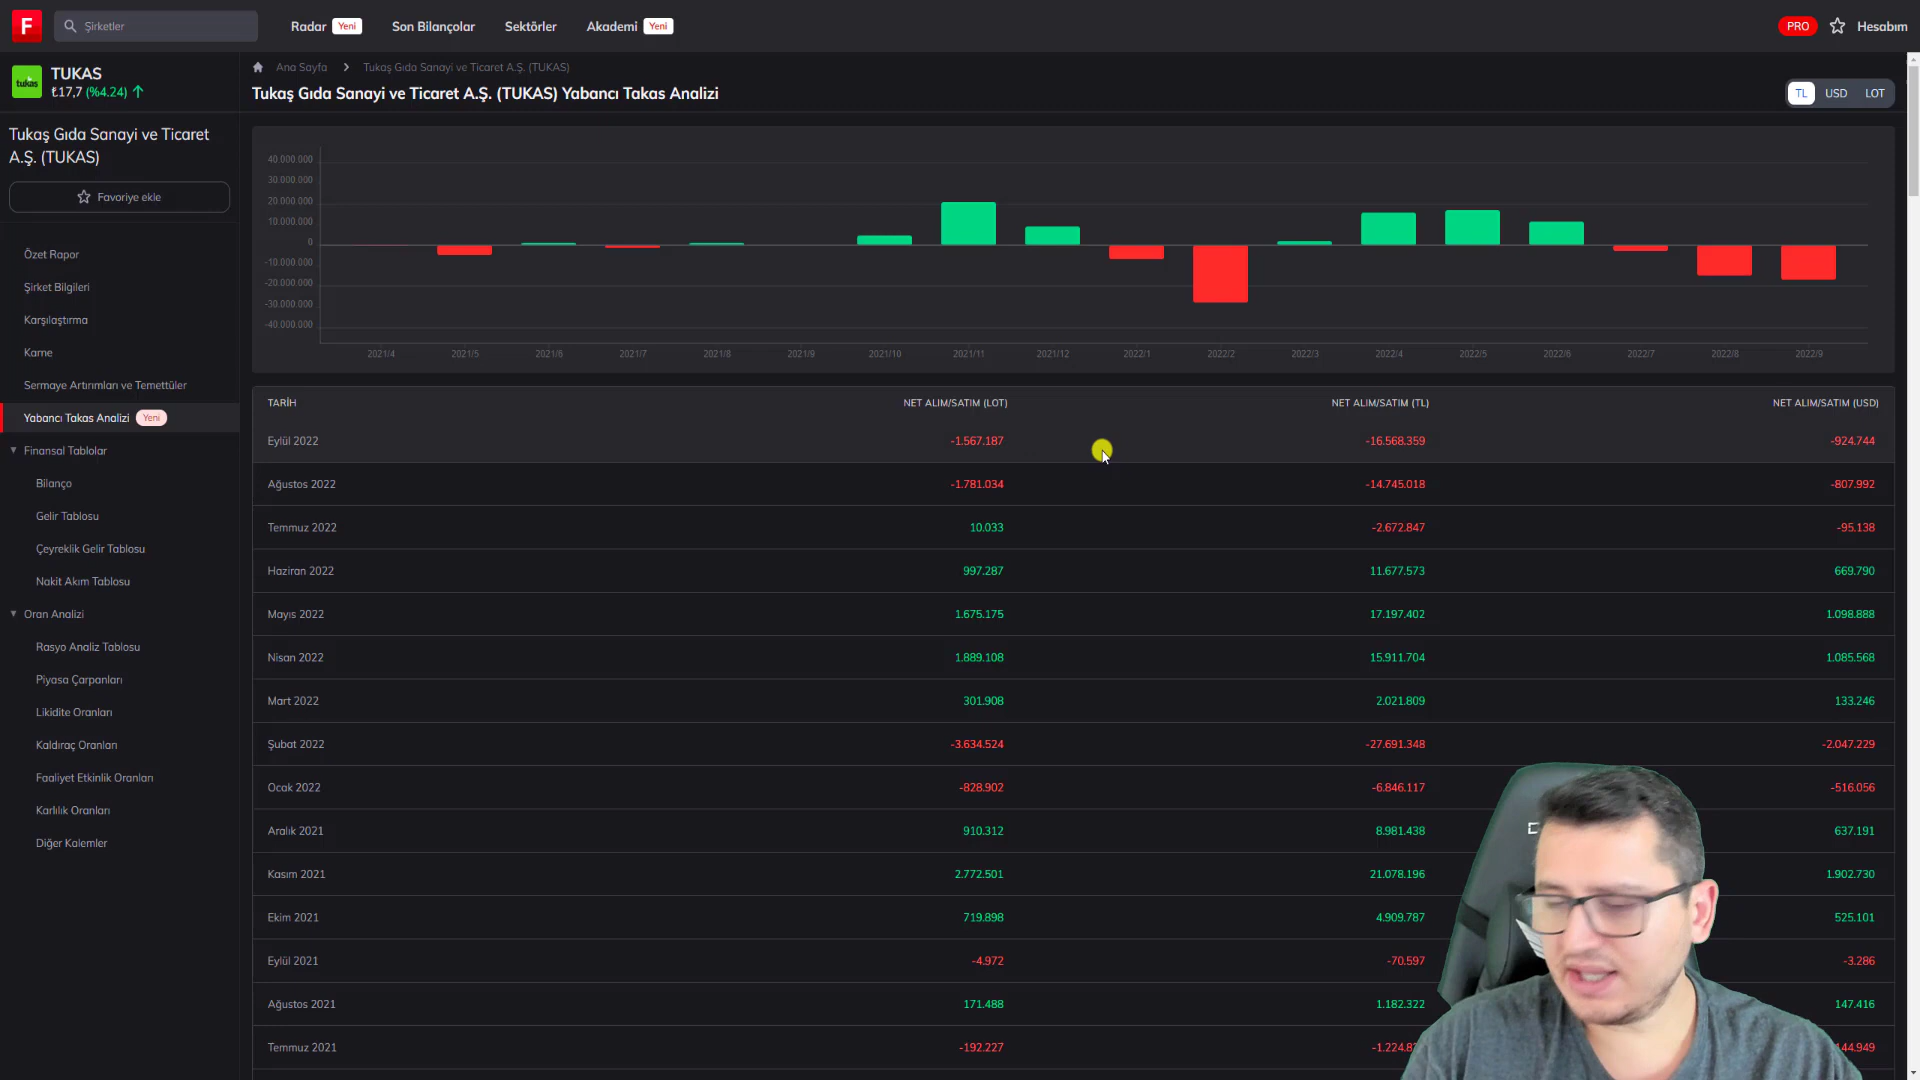 F
Şirketler
Radar Yeni
Son Bilançolar
Sektörler
Akademi Yeni
PRO
Hesabım
tukaş
TUKAS
₺17,7 (%4.24)
Tukaş Gıda Sanayi ve Ticaret
A.Ş. (TUKAS)
Favoriye ekle
Özet Rapor
Şirket Bilgileri
Karşılaştırma
Karne
Sermaye Artırımları ve Temettüler
Yabancı Takas Analizi Yeni
Finansal Tablolar
Bilanço
Gelir Tablosu
Çeyreklik Gelir Tablosu
Nakit Akım Tablosu
Oran Analizi
Rasyo Analiz Tablosu
Piyasa Çarpanları
Likidite Oranları
Kaldıraç Oranları
Faaliyet Etkinlik Oranları
Karlılık Oranları
Diğer Kalemler
Ana Sayfa
Tukaş Gıda Sanayi ve Ticaret A.Ş. (TUKAS)
Tukaş Gıda Sanayi ve Ticaret A.Ş. (TUKAS) Yabancı Takas Analizi
TL USD LOT
40.000.000
30.000.000
20.000.000
10.000.000
0
-10.000.000
-20.000.000
-30.000.000
-40.000.000
2021/4 2021/5 2021/6 2021/7 2021/8 2021/9 2021/10 2021/11 2021/12 2022/1 2022/2 2022/3 2022/4 2022/5 2022/6 2022/7 2022/8 2022/9
TARİH NET ALIM/SATIM (LOT) NET ALIM/SATIM (TL) NET ALIM/SATIM (USD)
Eylül 2022 -1.567.187 -16.568.359 -924.744
Ağustos 2022 -1.781.034 -14.745.018 -807.992
Temmuz 2022 10.033 -2.672.847 -95.138
Haziran 2022 997.287 11.677.573 669.790
Mayıs 2022 1.675.175 17.197.402 1.098.888
Nisan 2022 1.889.108 15.911.704 1.085.568
Mart 2022 301.908 2.021.809 133.246
Şubat 2022 -3.634.524 -27.691.348 -2.047.229
Ocak 2022 -828.902 -6.846.117 -516.056
Aralık 2021 910.312 8.981.438 637.191
Kasım 2021 2.772.501 21.078.196 1.902.730
Ekim 2021 719.898 4.909.787 525.101
Eylül 2021 -4.972 -70.597 -3.286
Ağustos 2021 171.488 1.182.322 147.416
Temmuz 2021 -192.227